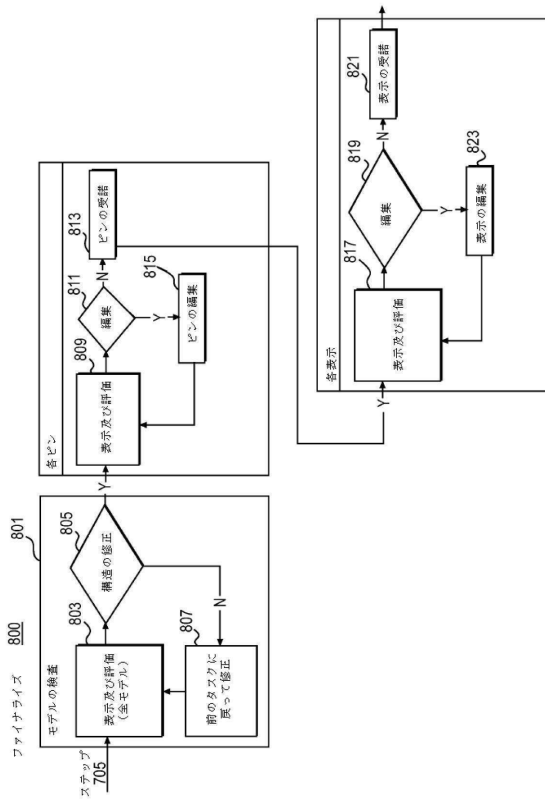 ファイナライズ 800
801
モデルの検査
ステップ
705
803
表示及び評価
(全モデル)
805
構造の修正
Y
N
807
前のタスクに
戻って修正
各ピン
809
表示及び評価
811
編集
N
Y
813
ピンの受諾
815
ピンの編集
各表示
Y
817
表示及び評価
819
編集
N
Y
821
表示の受諾
823
表示の編集